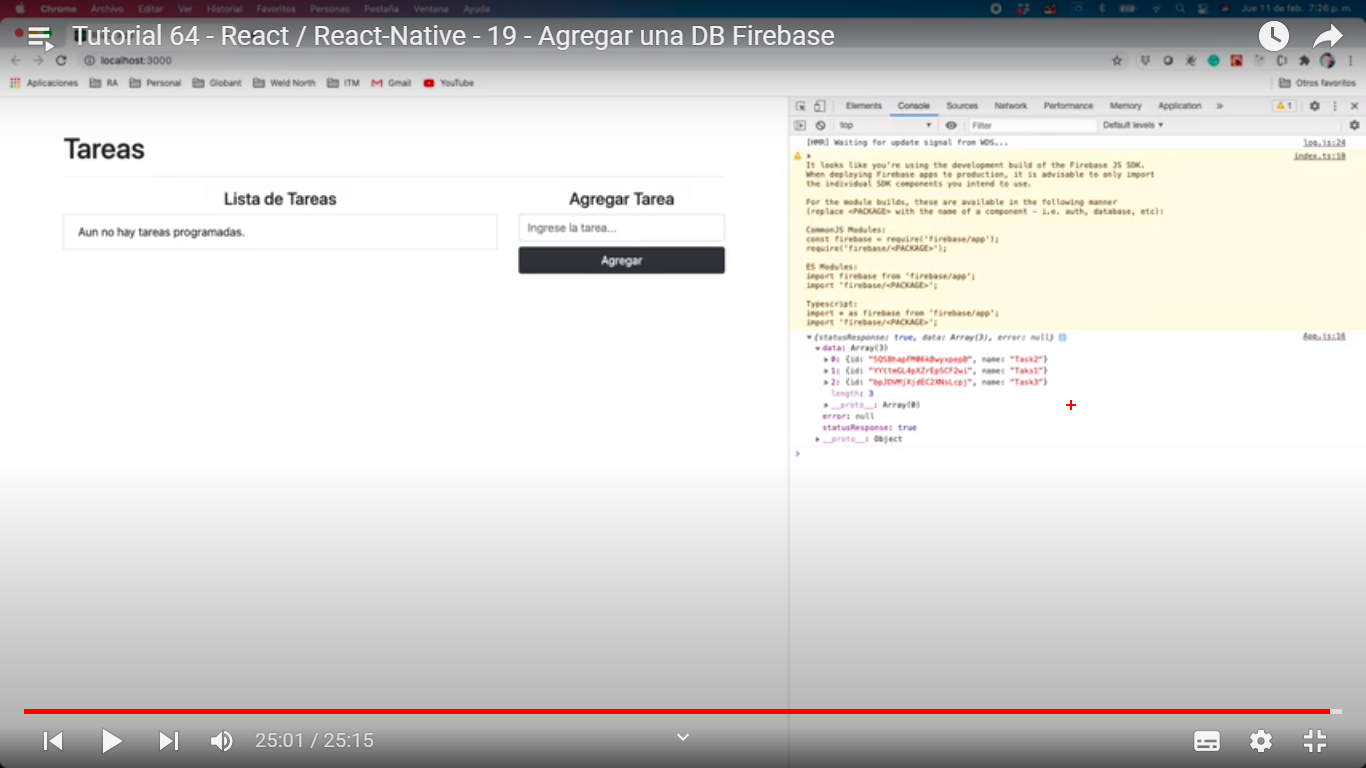 Chrome Archivo Editar Ver Historial Favoritos Personas Pestaña Ventana Ayuda
Jue 11 de feb. 7:26 p. m.
Tutorial 64 - React / React-Native - 19 - Agregar una DB Firebase
localhost:3000
Aplicaciones RA Personal Globant Weld North ITM Gmail YouTube Otros favoritos
Elements Console Sources Network Performance Memory Application » 1
top Filter Default levels
Tareas
Lista de Tareas
Aun no hay tareas programadas.
Agregar Tarea
Ingrese la tarea...
Agregar
[HMR] Waiting for update signal from WDS... log.js:24
index.ts:18
It looks like you're using the development build of the Firebase JS SDK.
When deploying Firebase apps to production, it is advisable to only import
the individual SDK components you intend to use.
For the module builds, these are available in the following manner
(replace <PACKAGE> with the name of a component - i.e. auth, database, etc):
CommonJS Modules:
const firebase = require('firebase/app');
require('firebase/<PACKAGE>');
ES Modules:
import firebase from 'firebase/app';
import 'firebase/<PACKAGE>';
Typescript:
import * as firebase from 'firebase/app';
import 'firebase/<PACKAGE>';
{statusResponse: true, data: Array(3), error: null} App.js:16
data: Array(3)
0: {id: name: "Task2"}
1: {id: name: "Taks1"}
2: {id: name: "Task3"}
length: 3
__proto__: Array(0)
error: null
statusResponse: true
__proto__: Object
25:01 / 25:15